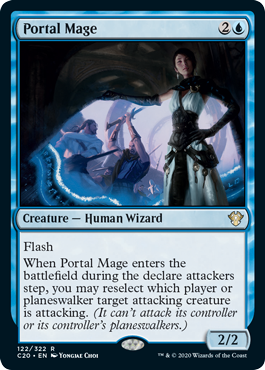 Portal Mage 2
Creature — Human Wizard
Flash
When Portal Mage enters the
battlefield during the declare attackers
step, you may reselect which player or
planeswalker target attacking creature
is attacking. (It can't attack its controller
or its controller's planeswalkers.)
2/2
122/322 R
C20 • EN YONGJAE CHOI
™ & © 2020 Wizards of the Coast